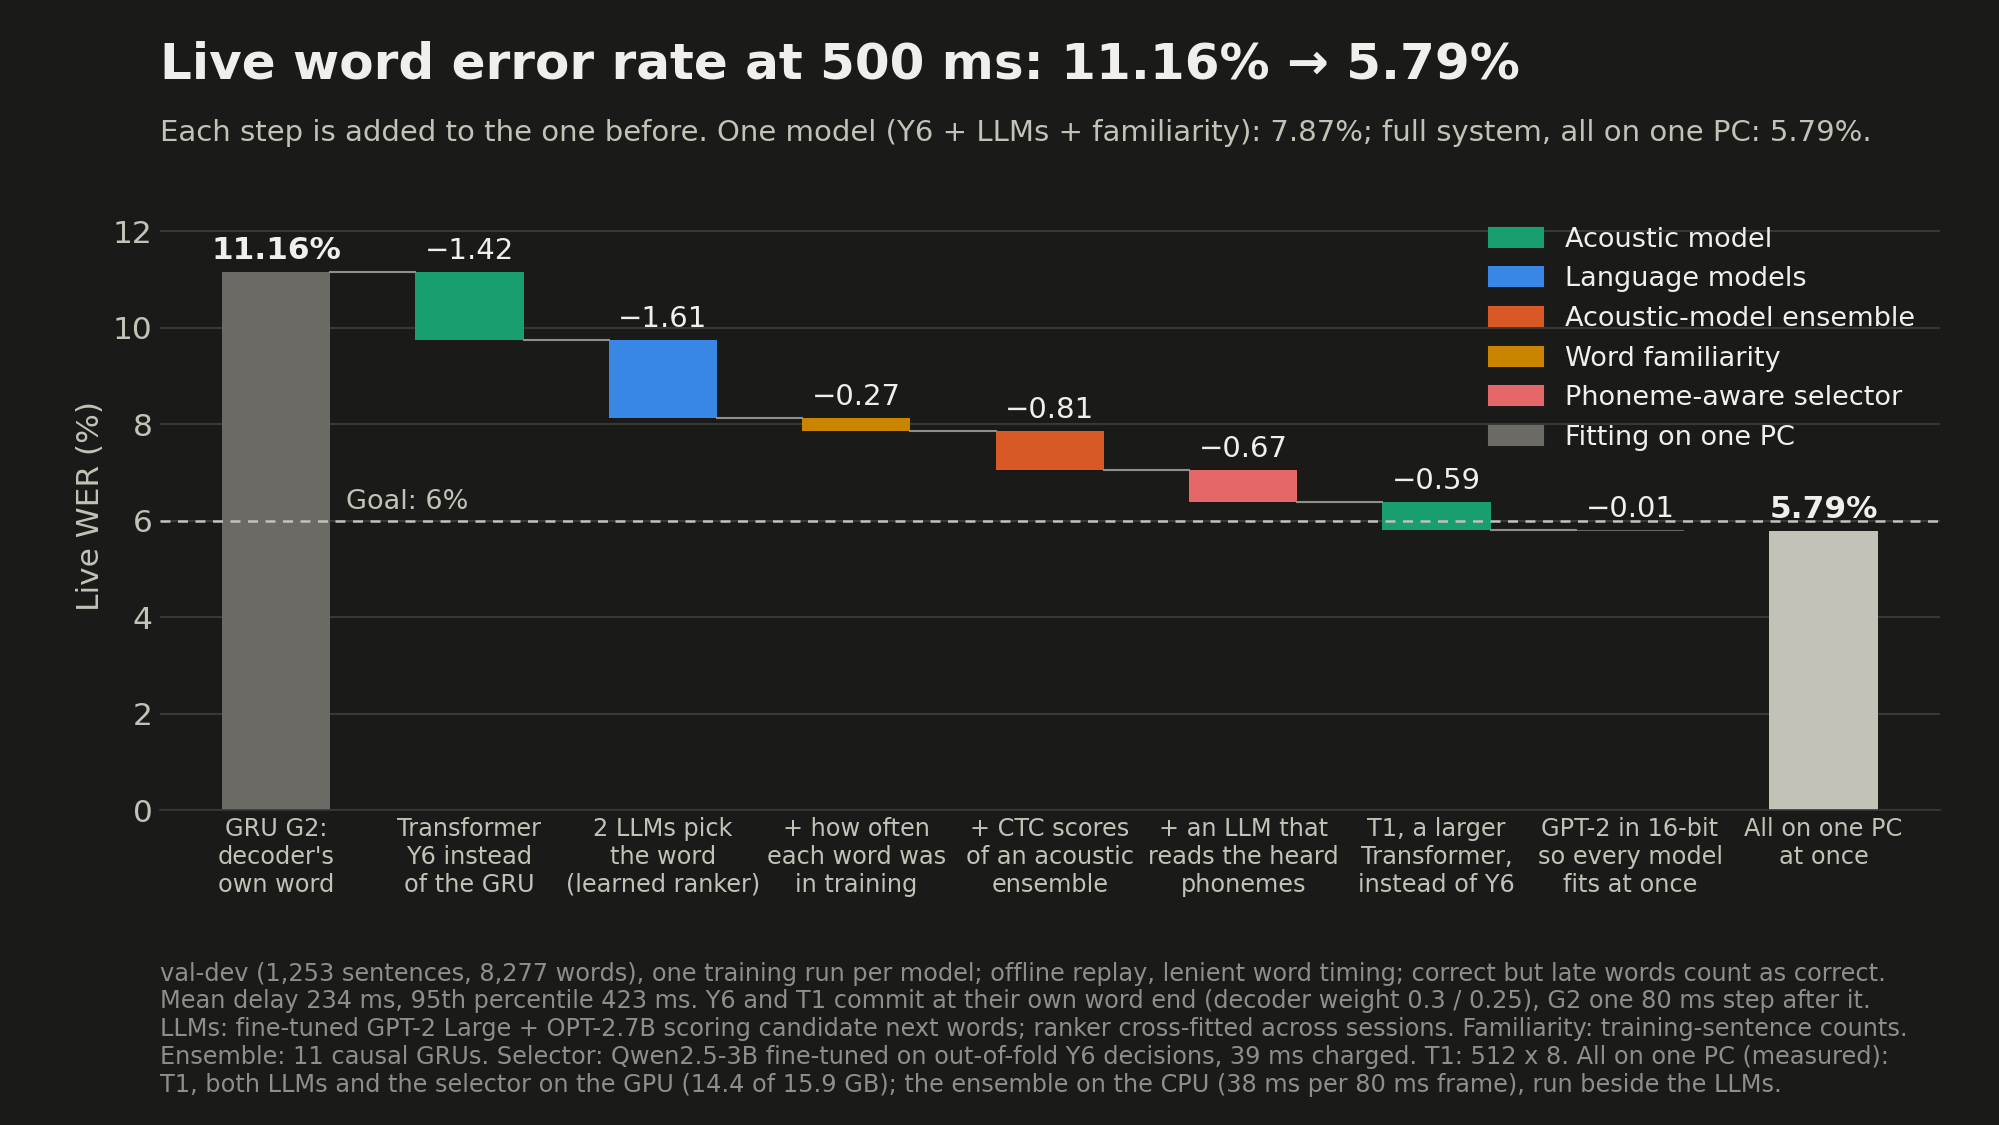 Live word error rate at 500 ms: 11.16% → 5.79%
Each step is added to the one before. One model (Y6 + LLMs + familiarity): 7.87%; full system, all on one PC: 5.79%.
Live WER (%)
12
10
8
6
4
2
0
11.16%
−1.42
−1.61
−0.27
−0.81
−0.67
−0.59
−0.01
5.79%
Goal: 6%
Acoustic model
Language models
Acoustic-model ensemble
Word familiarity
Phoneme-aware selector
Fitting on one PC
GRU G2:
decoder's
own word
Transformer
Y6 instead
of the GRU
2 LLMs pick
the word
(learned ranker)
+ how often
each word was
in training
+ CTC scores
of an acoustic
ensemble
+ an LLM that
reads the heard
phonemes
T1, a larger
Transformer,
instead of Y6
GPT-2 in 16-bit
so every model
fits at once
All on one PC
at once
val-dev (1,253 sentences, 8,277 words), one training run per model; offline replay, lenient word timing; correct but late words count as correct.
Mean delay 234 ms, 95th percentile 423 ms. Y6 and T1 commit at their own word end (decoder weight 0.3 / 0.25), G2 one 80 ms step after it.
LLMs: fine-tuned GPT-2 Large + OPT-2.7B scoring candidate next words; ranker cross-fitted across sessions. Familiarity: training-sentence counts.
Ensemble: 11 causal GRUs. Selector: Qwen2.5-3B fine-tuned on out-of-fold Y6 decisions, 39 ms charged. T1: 512 x 8. All on one PC (measured):
T1, both LLMs and the selector on the GPU (14.4 of 15.9 GB); the ensemble on the CPU (38 ms per 80 ms frame), run beside the LLMs.